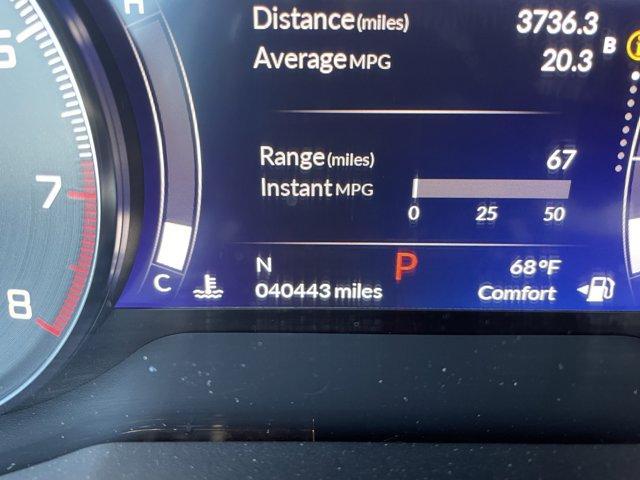 H
Distance (miles) 3736.3
Average MPG 20.3 B
6
Range (miles) 67
Instant MPG
7
0 25 50
N P 68°F
C 040443 miles Comfort
8